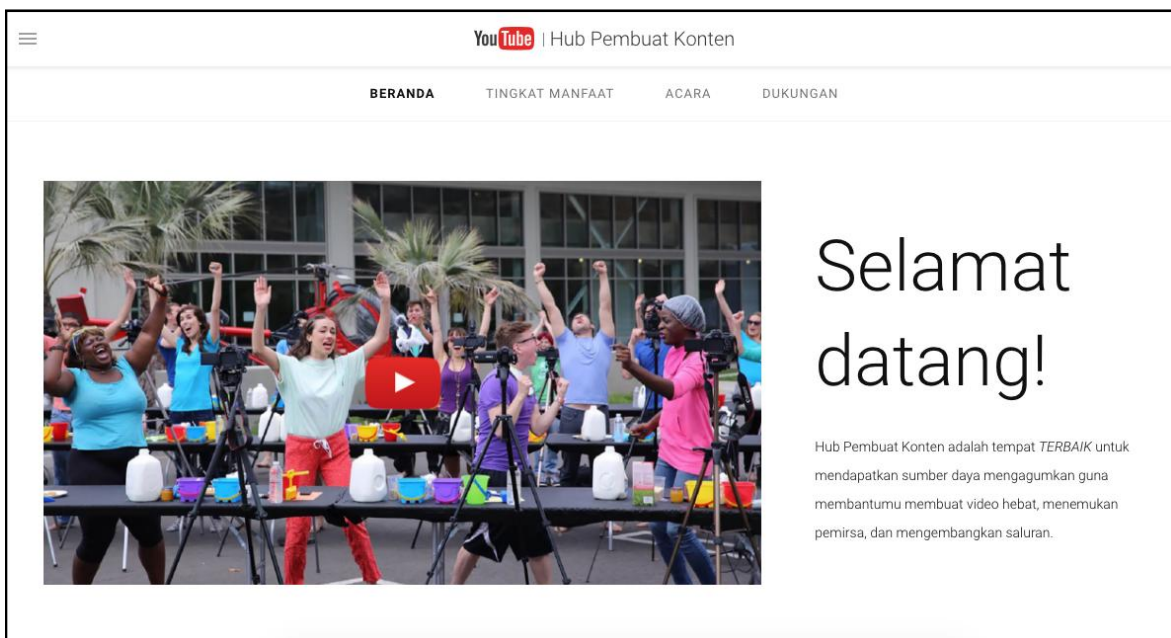 YouTube | Hub Pembuat Konten
BERANDA TINGKAT MANFAAT ACARA DUKUNGAN
Selamat
datang!
Hub Pembuat Konten adalah tempat TERBAIK untuk
mendapatkan sumber daya mengagumkan guna
membantumu membuat video hebat, menemukan
pemirsa, dan mengembangkan saluran.